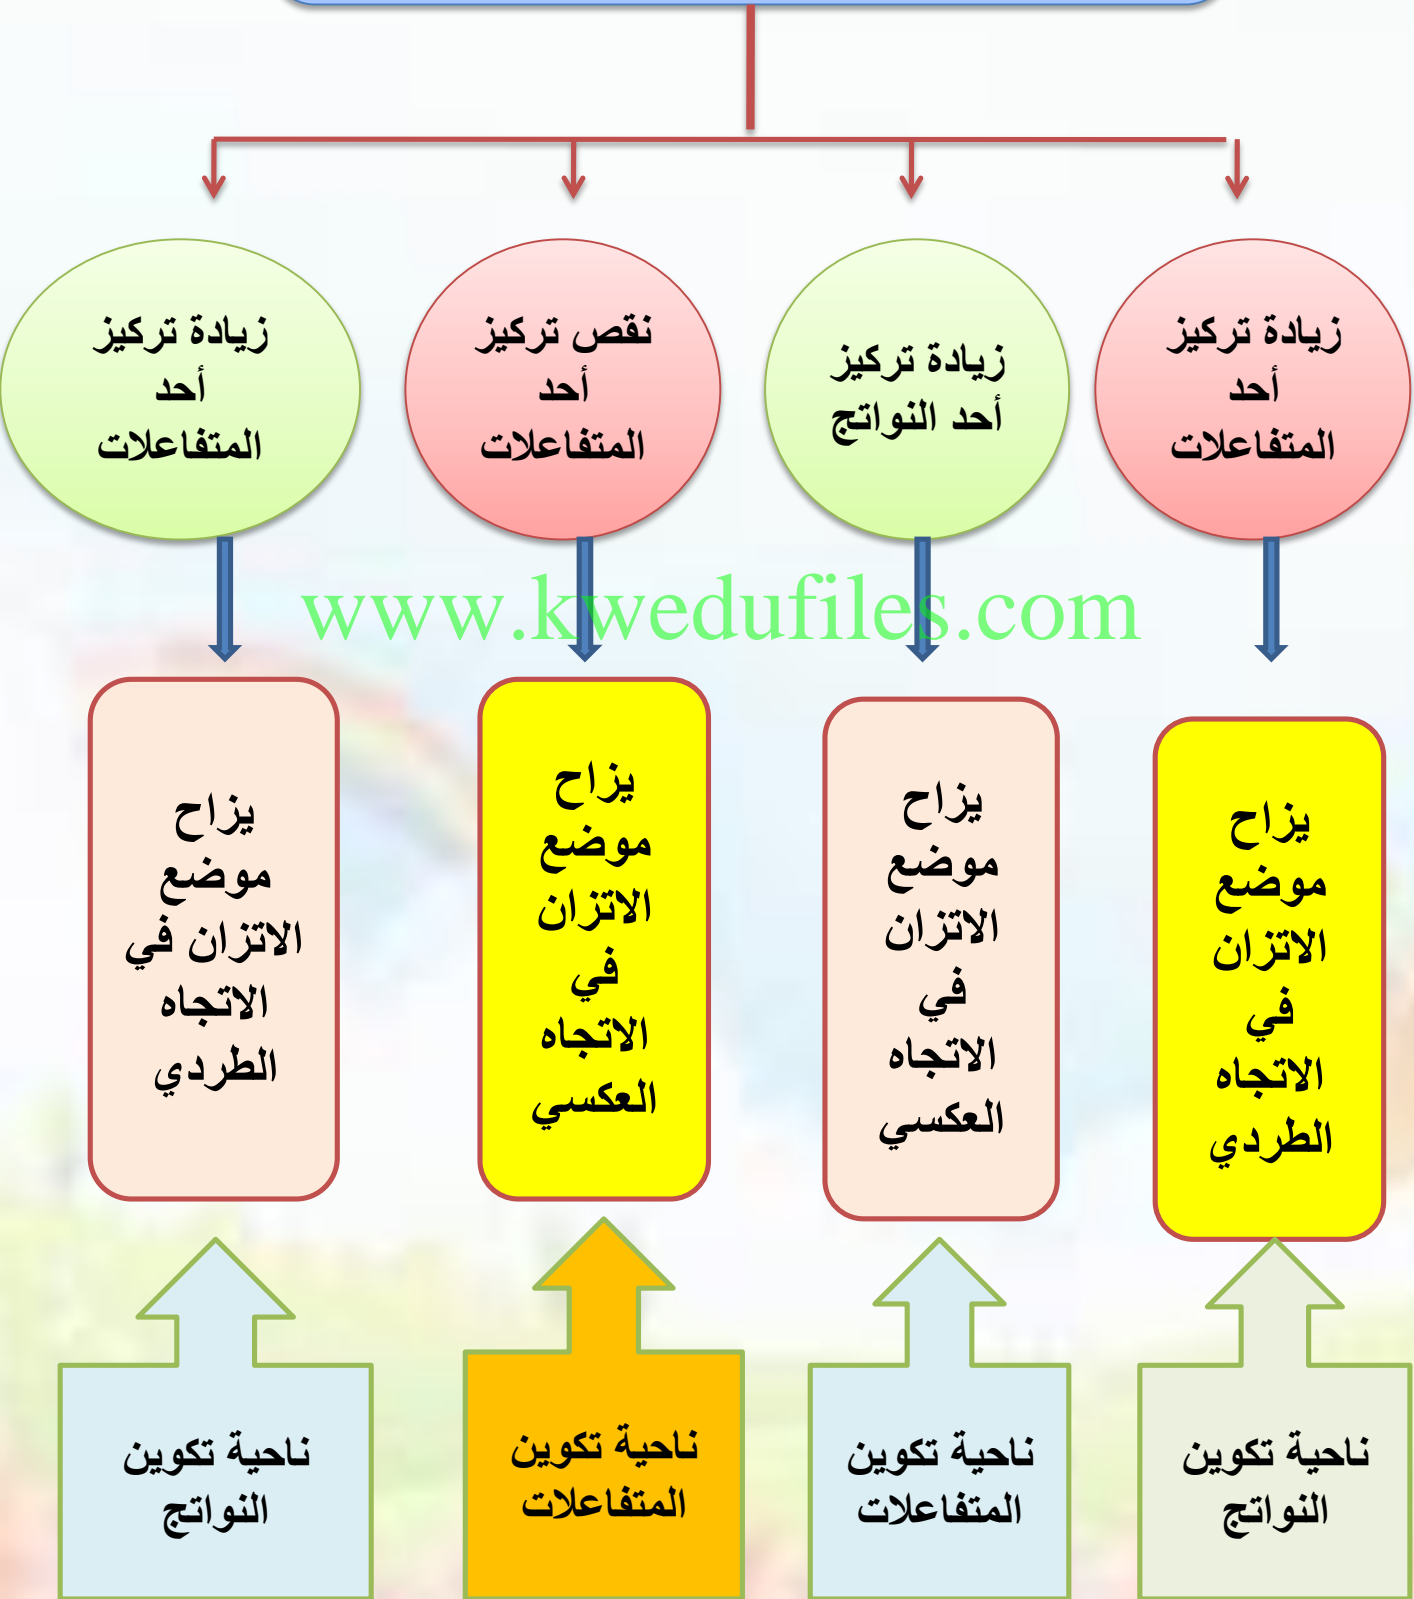 زيادة تركيز
أحد
المتفاعلات
زيادة تركيز
أحد النواتج
نقص تركيز
أحد
المتفاعلات
زيادة تركيز
أحد
المتفاعلات
www.kwedufiles.com
يزاح
موضع
الاتزان
في
الاتجاه
الطردي
يزاح
موضع
الاتزان
في
الاتجاه
العكسي
يزاح
موضع
الاتزان
في
الاتجاه
العكسي
يزاح
موضع
الاتزان في
الاتجاه
الطردي
ناحية تكوين
النواتج
ناحية تكوين
المتفاعلات
ناحية تكوين
المتفاعلات
ناحية تكوين
النواتج